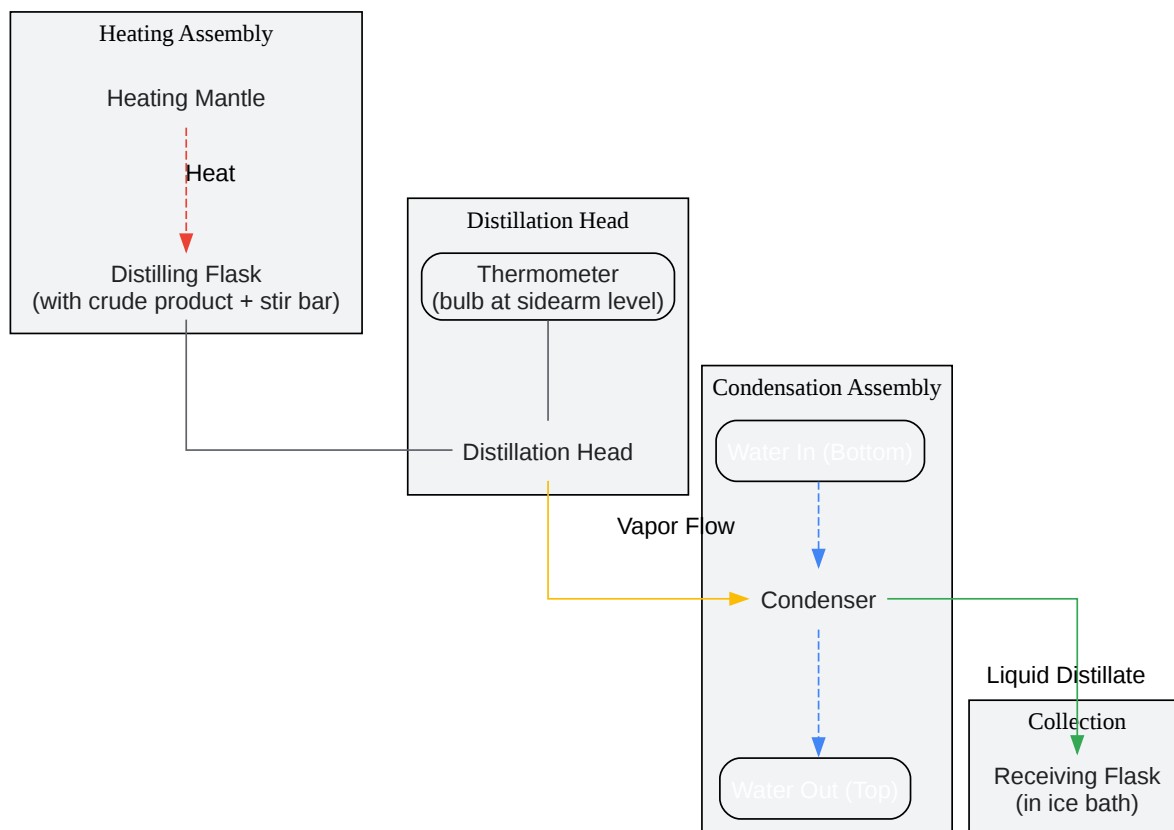 Heating Assembly
Heating Mantle
Heat
Distilling Flask
(with crude product + stir bar)
Distillation Head
Thermometer
(bulb at sidearm level)
Distillation Head
Condensation Assembly
Water In (Bottom)
Vapor Flow
Condenser
Liquid Distillate
Collection
Water Out (Top)
Receiving Flask
(in ice bath)